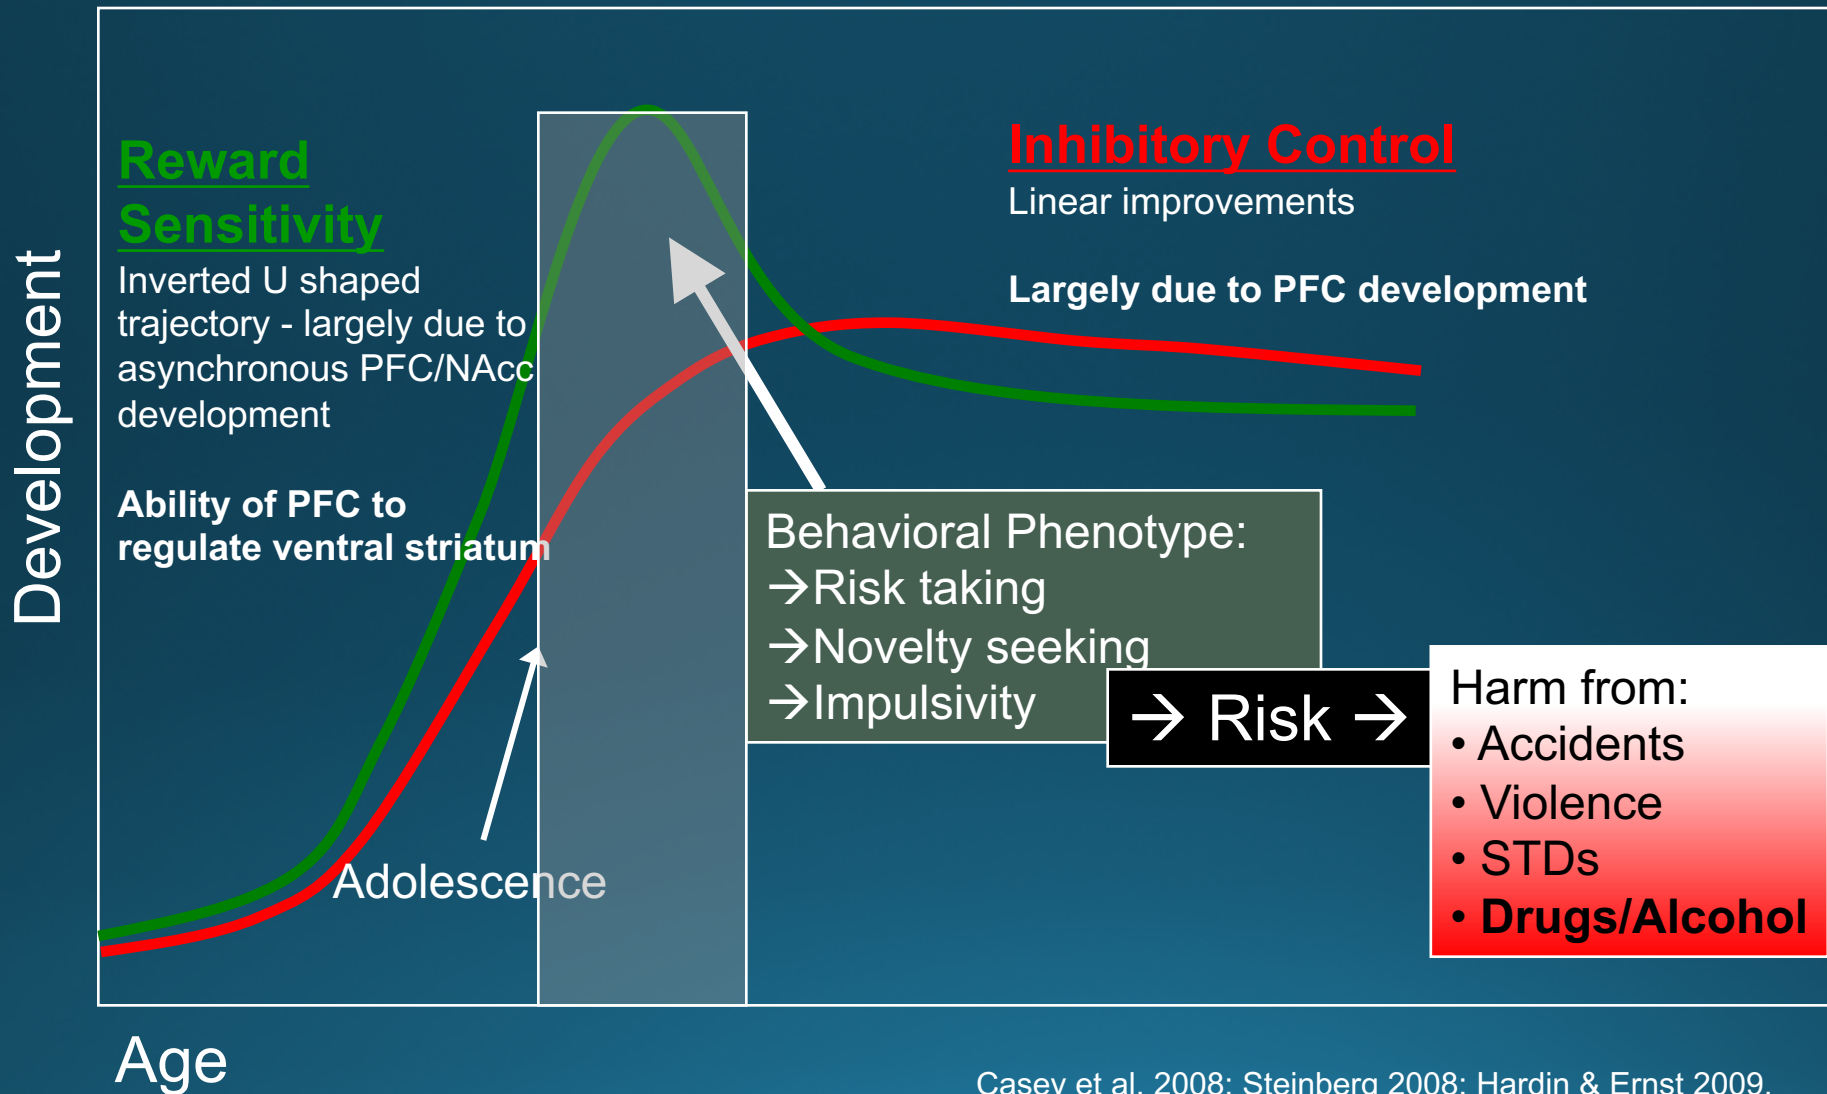 Development
Reward
Sensitivity
Inverted U shaped
trajectory - largely due to
asynchronous PFC/NAcc
development
Ability of PFC to
regulate ventral striatum
Inhibitory Control
Linear improvements
Largely due to PFC development
Behavioral Phenotype:
→Risk taking
→Novelty seeking
→Impulsivity
→ Risk →
Harm from:
• Accidents
• Violence
• STDs
• Drugs/Alcohol
Adolescence
Age
Casey et al. 2008; Steinberg 2008; Hardin & Ernst 2009.